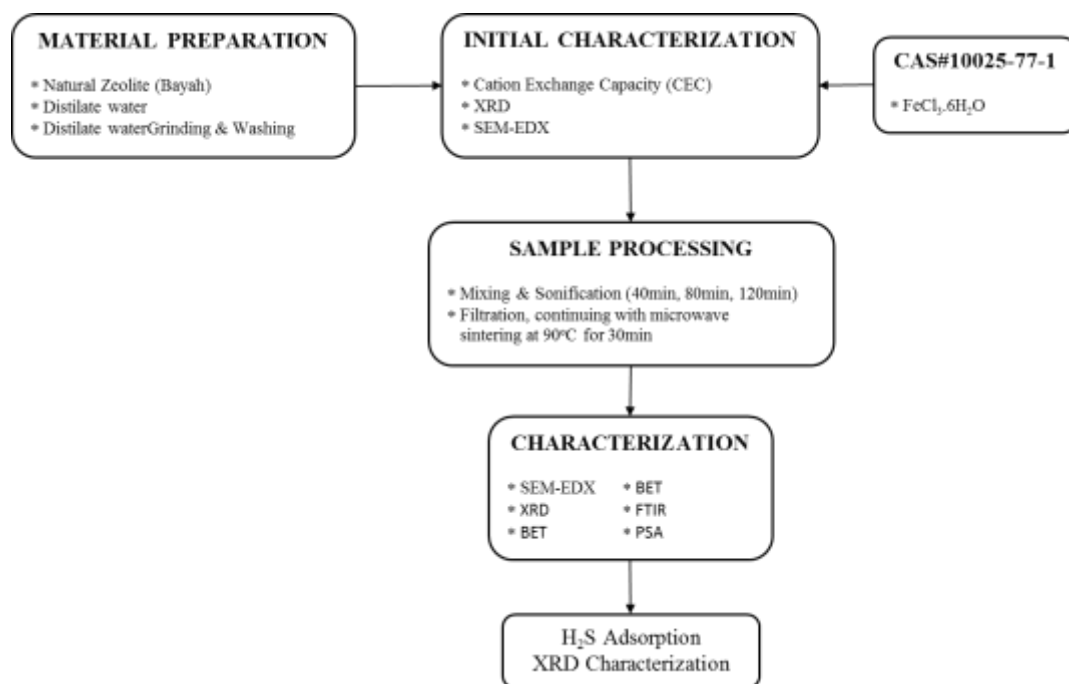 MATERIAL PREPARATION
* Natural Zeolite (Bayah)
* Distilate water
* Distilate waterGrinding & Washing
INITIAL CHARACTERIZATION
* Cation Exchange Capacity (CEC)
* XRD
* SEM-EDX
CAS#10025-77-1
* FeCl₃.6H₂O
SAMPLE PROCESSING
* Mixing & Sonification (40min, 80min, 120min)
* Filtration, continuing with microwave
sintering at 90°C for 30min
CHARACTERIZATION
* SEM-EDX * BET
* XRD * FTIR
* BET * PSA
H₂S Adsorption
XRD Characterization